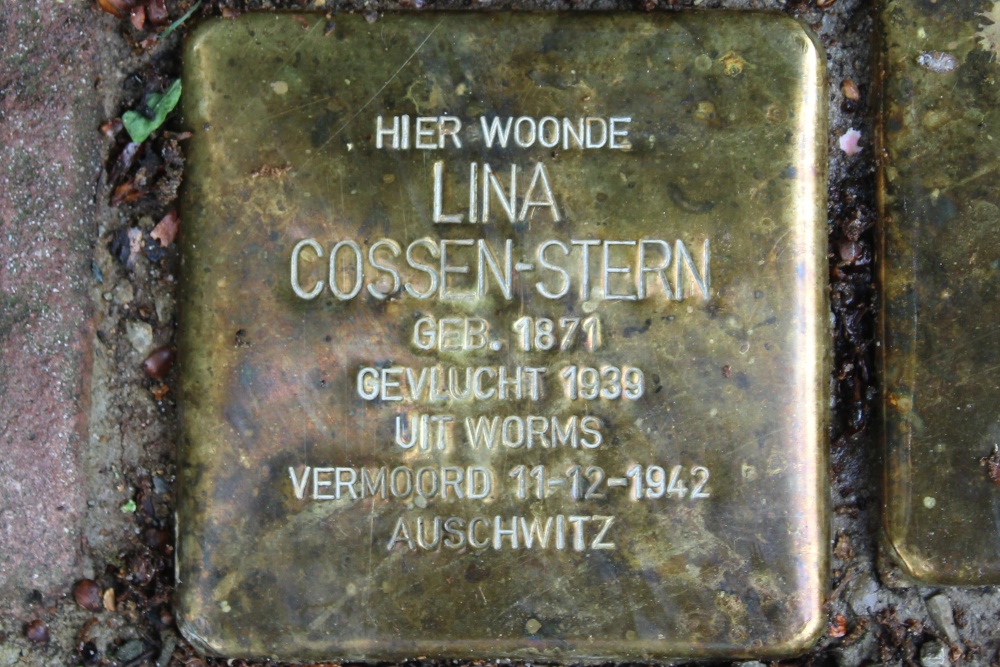 HIER WOONDE
LINA
COSSEN-STERN
GEB. 1871
GEVLUCHT 1939
UIT WORMS
VERMOORD 11-12-1942
AUSCHWITZ